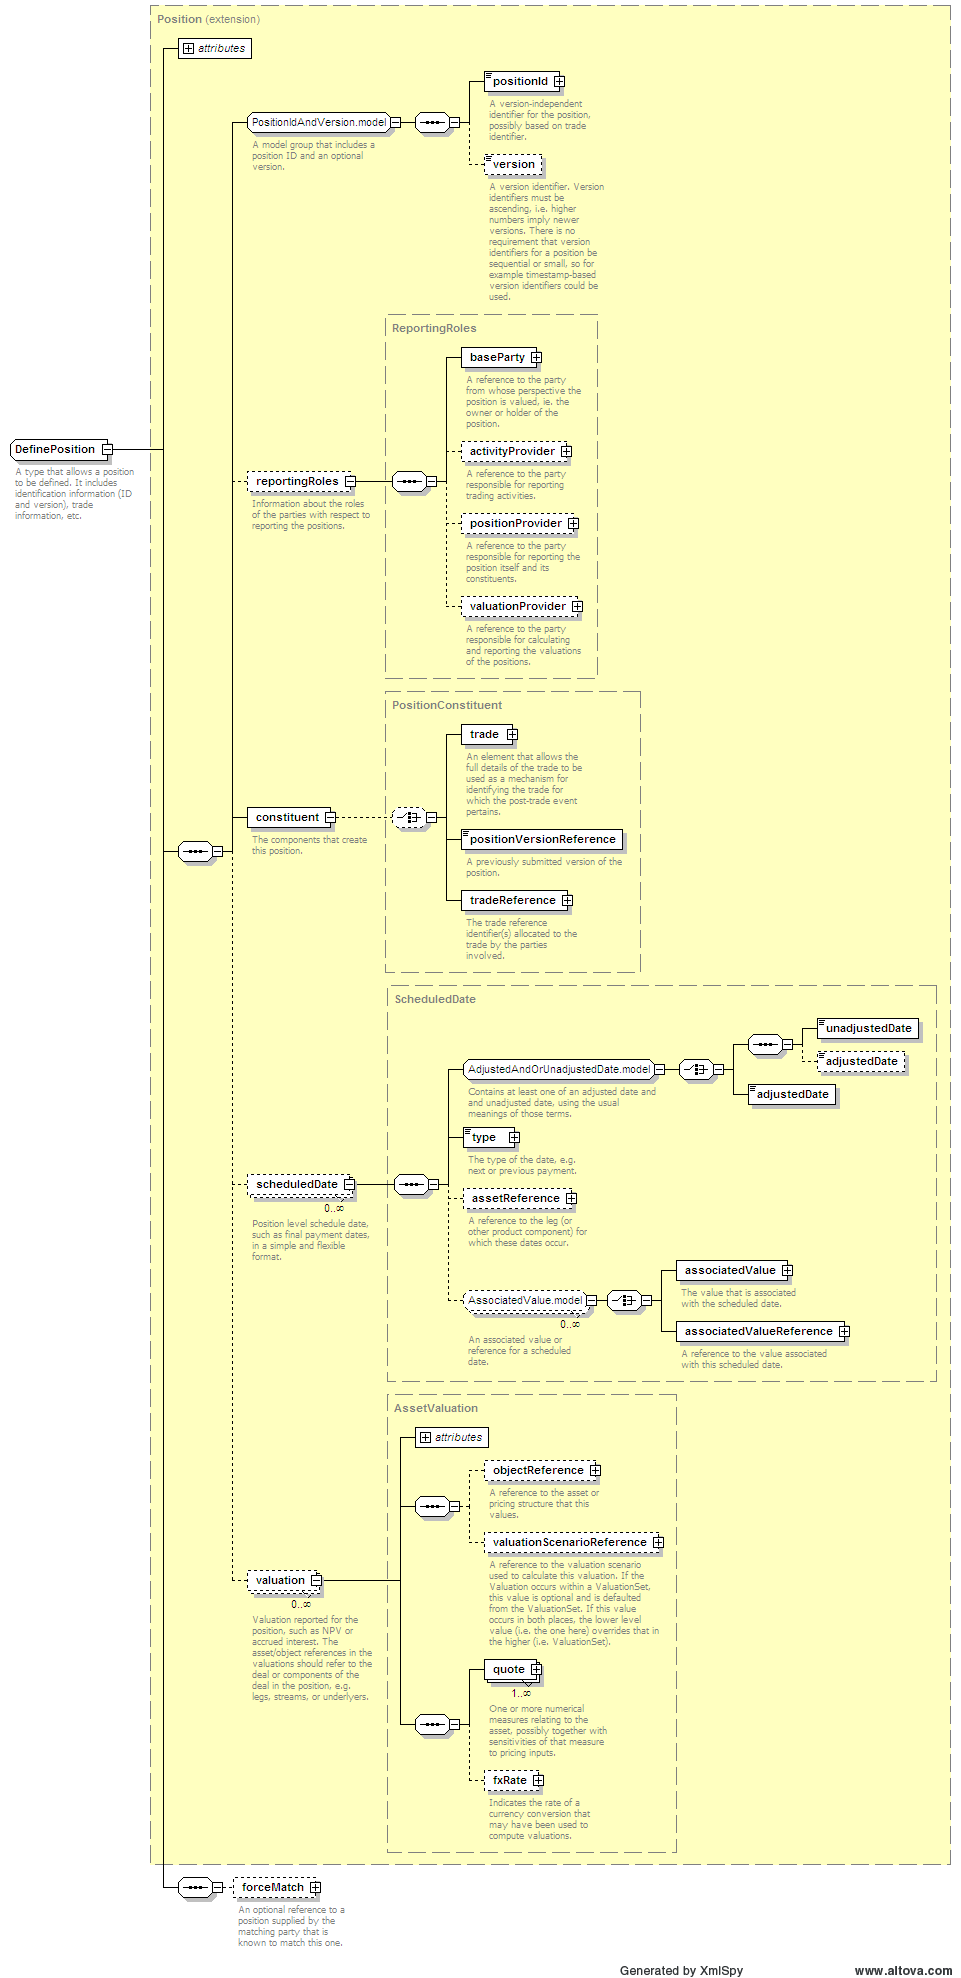 Position (extension)
attributes
positionId
A version-independent
identifier for the position,
possibly based on trade
identifier.
PositionIdAndVersion.model
A model group that includes a
position ID and an optional
version.
version
A version identifier. Version
identifiers must be
ascending, i.e. higher
numbers imply newer
versions. There is no
requirement that version
identifiers for a position be
sequential or small, so for
example timestamp-based
version identifiers could be
used.
ReportingRoles
baseParty
A reference to the party
from whose perspective the
position is valued, ie. the
owner or holder of the
position.
DefinePosition
A type that allows a position
to be defined. It includes
identification information (ID
and version), trade
information, etc.
activityProvider
A reference to the party
responsible for reporting
trading activities.
reportingRoles
Information about the roles
of the parties with respect to
reporting the positions.
positionProvider
A reference to the party
responsible for reporting the
position itself and its
constituents.
valuationProvider
A reference to the party
responsible for calculating
and reporting the valuations
of the positions.
PositionConstituent
trade
An element that allows the
full details of the trade to be
used as a mechanism for
identifying the trade for
which the post-trade event
pertains.
constituent
The components that create
this position.
positionVersionReference
A previously submitted version of the
position.
tradeReference
The trade reference
identifier(s) allocated to the
trade by the parties
involved.
ScheduledDate
unadjustedDate
adjustedDate
AdjustedAndOrUnadjustedDate.model
Contains at least one of an adjusted date and
and unadjusted date, using the usual
meanings of those terms.
adjustedDate
type
The type of the date, e.g.
next or previous payment.
scheduledDate
0..∞
Position level schedule date,
such as final payment dates,
in a simple and flexible
format.
assetReference
A reference to the leg (or
other product component) for
which these dates occur.
associatedValue
The value that is associated
with the scheduled date.
AssociatedValue.model
0..∞
An associated value or
reference for a scheduled
date.
associatedValueReference
A reference to the value associated
with this scheduled date.
AssetValuation
attributes
objectReference
A reference to the asset or
pricing structure that this
values.
valuationScenarioReference
A reference to the valuation scenario
used to calculate this valuation. If the
Valuation occurs within a ValuationSet,
this value is optional and is defaulted
from the ValuationSet. If this value
occurs in both places, the lower level
value (i.e. the one here) overrides that in
the higher (i.e. ValuationSet).
valuation
0..∞
Valuation reported for the
position, such as NPV or
accrued interest. The
asset/object references in the
valuations should refer to the
deal or components of the
deal in the position, e.g.
legs, streams, or underlyers.
quote
1..∞
One or more numerical
measures relating to the
asset, possibly together with
sensitivities of that measure
to pricing inputs.
fxRate
Indicates the rate of a
currency conversion that
may have been used to
compute valuations.
forceMatch
An optional reference to a
position supplied by the
matching party that is
known to match this one.
Generated by XmlSpy
www.altova.com